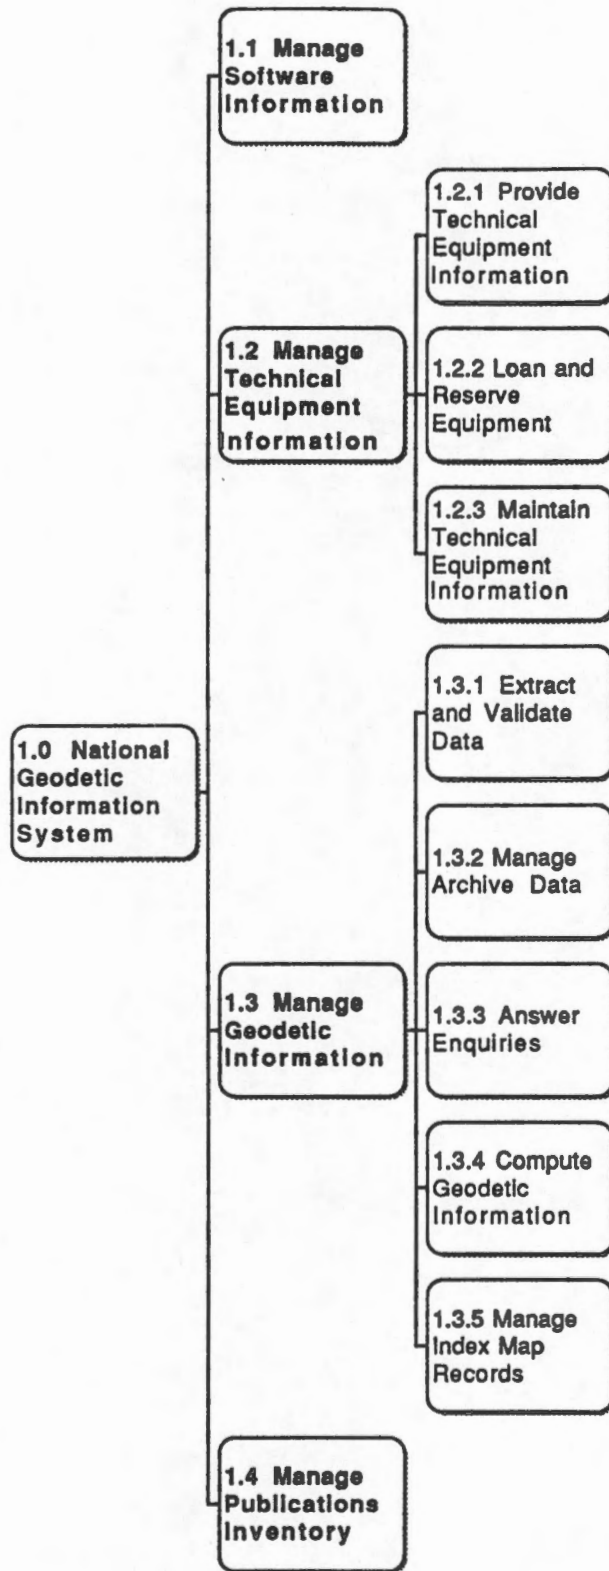 1.1 Manage
Software
Information
1.2.1 Provide
Technical
Equipment
Information
1.2 Manage
Technical
Equipment
Information
1.2.2 Loan and
Reserve
Equipment
1.2.3 Maintain
Technical
Equipment
Information
1.3.1 Extract
and Validate
Data
1.0 National
Geodetic
Information
System
1.3.2 Manage
Archive Data
1.3 Manage
Geodetic
Information
1.3.3 Answer
Enquiries
1.3.4 Compute
Geodetic
Information
1.3.5 Manage
Index Map
Records
1.4 Manage
Publications
Inventory